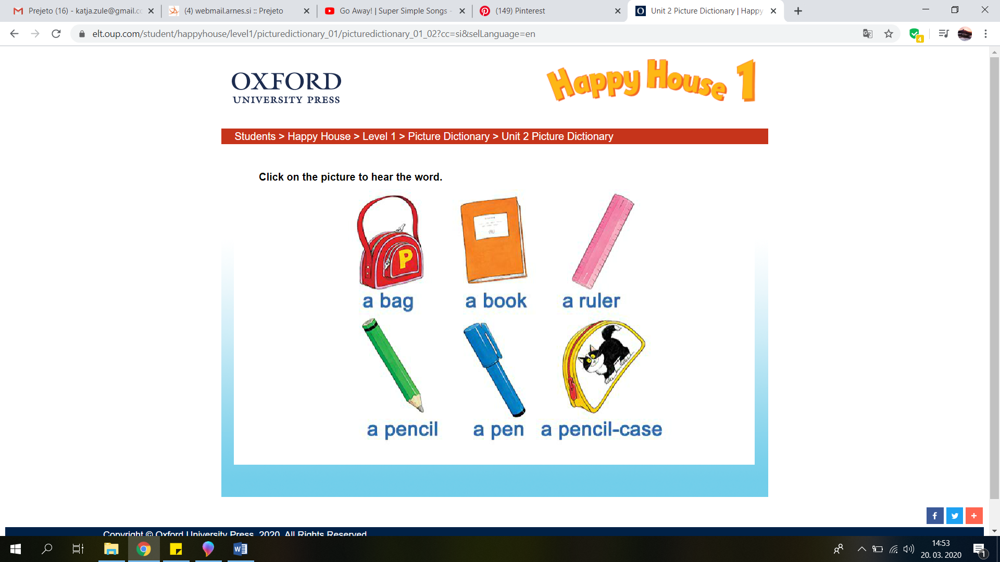 Prejeto (16) - katja.zule@gmail.cc
(4) webmail.arnes.si :: Prejeto
Go Away! | Super Simple Songs -
(149) Pinterest
Unit 2 Picture Dictionary | Happy
elt.oup.com/student/happyhouse/level1/picturedictionary_01/picturedictionary_01_02?cc=si&selLanguage=en
4
OXFORD
UNIVERSITY PRESS
Happy House 1
Students > Happy House > Level 1 > Picture Dictionary > Unit 2 Picture Dictionary
Click on the picture to hear the word.
P
a bag
a book
a ruler
a pencil
a pen
a pencil-case
Copyright © Oxford University Press, 2020. All Rights Reserved.
14:53
20. 03. 2020
1